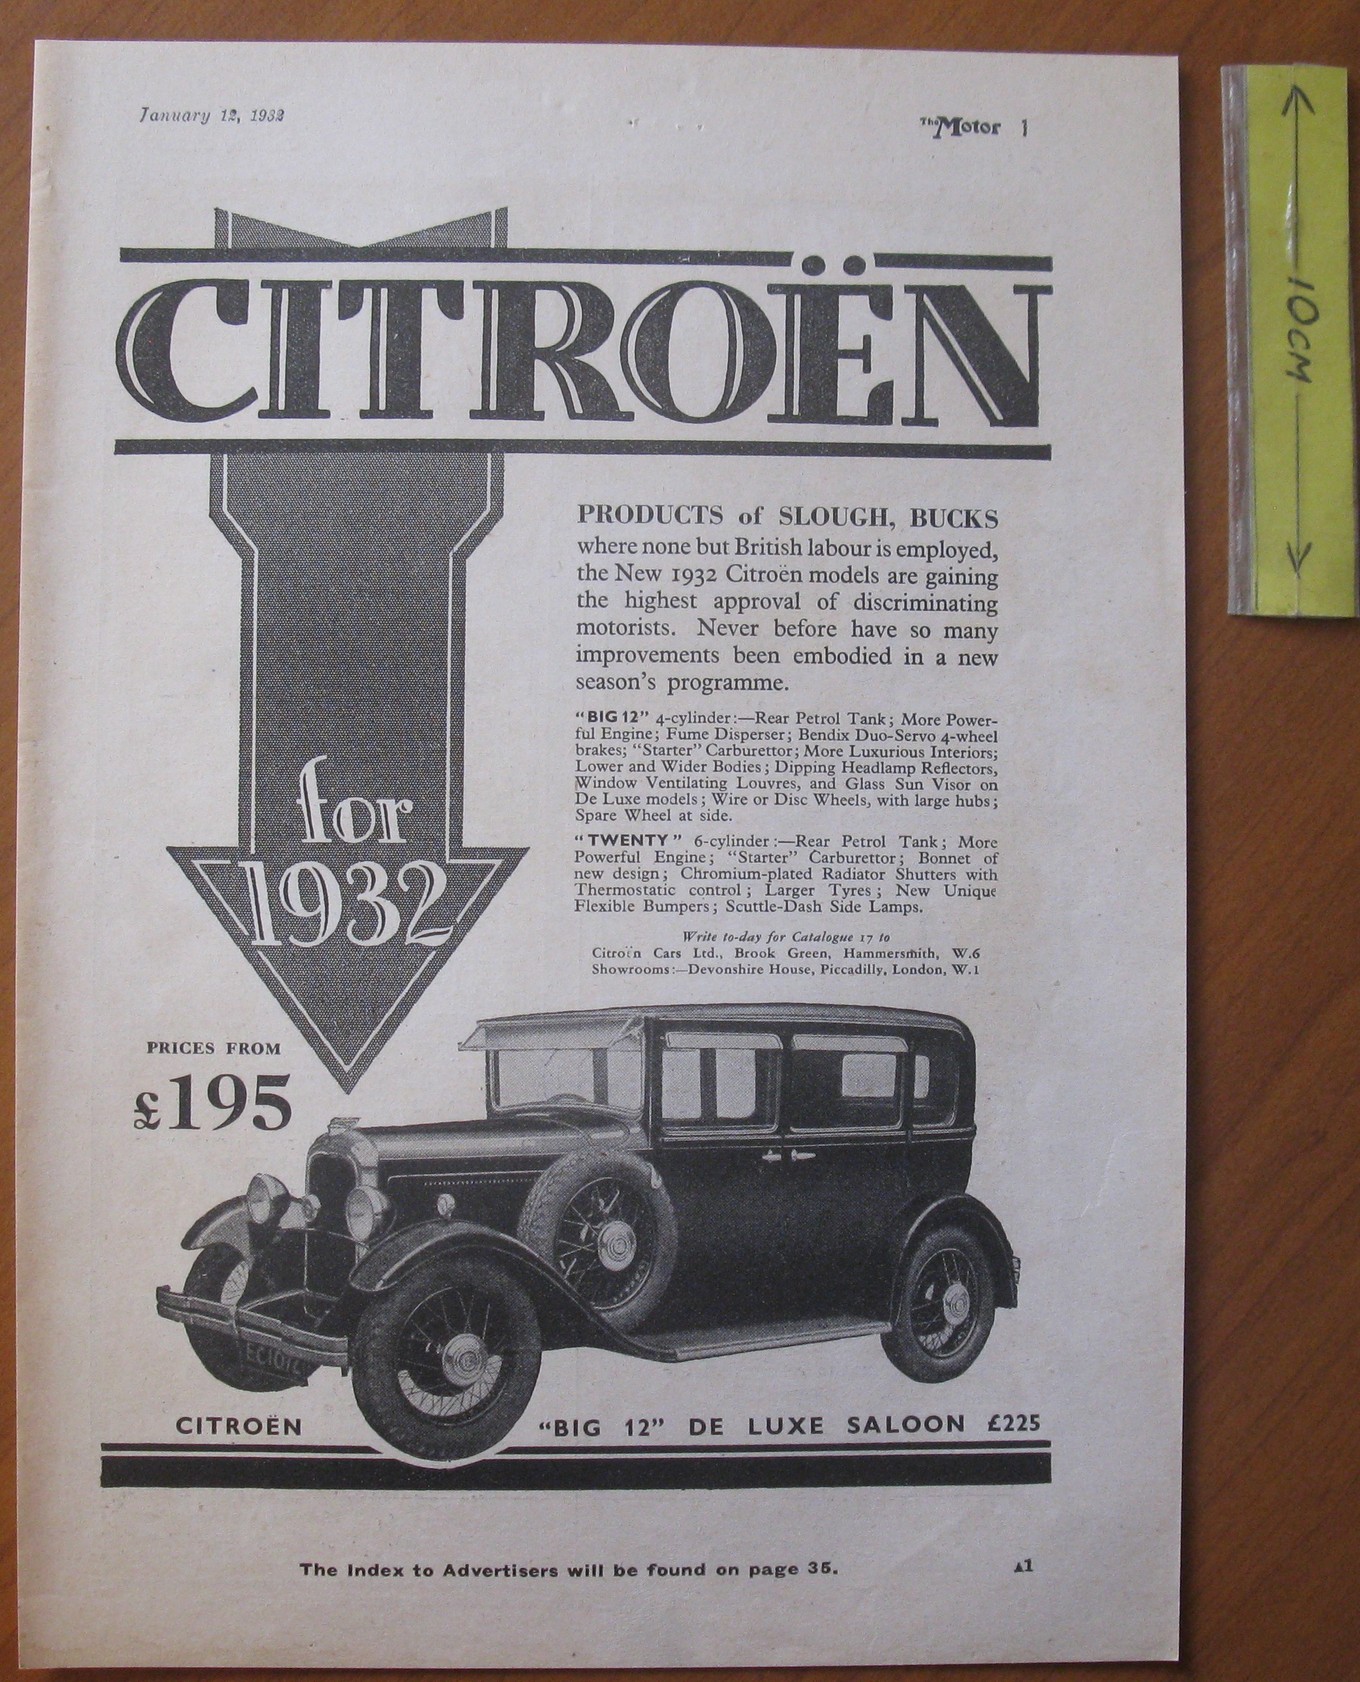 January 12, 1932
The Motor 1
CITROËN
for
1932
PRODUCTS of SLOUGH, BUCKS
where none but British labour is employed,
the New 1932 Citroën models are gaining
the highest approval of discriminating
motorists. Never before have so many
improvements been embodied in a new
season's programme.
"BIG 12" 4-cylinder:—Rear Petrol Tank; More Power-
ful Engine; Fume Disperser; Bendix Duo-Servo 4-wheel
brakes; "Starter" Carburettor; More Luxurious Interiors;
Lower and Wider Bodies; Dipping Headlamp Reflectors,
Window Ventilating Louvres, and Glass Sun Visor on
De Luxe models; Wire or Disc Wheels, with large hubs;
Spare Wheel at side.
"TWENTY" 6-cylinder:—Rear Petrol Tank; More
Powerful Engine; "Starter" Carburettor; Bonnet of
new design; Chromium-plated Radiator Shutters with
Thermostatic control; Larger Tyres; New Unique
Flexible Bumpers; Scuttle-Dash Side Lamps.
Write to-day for Catalogue 17 to
Citroën Cars Ltd., Brook Green, Hammersmith, W.6
Showrooms:—Devonshire House, Piccadilly, London, W.1
PRICES FROM
£195
CITROËN "BIG 12" DE LUXE SALOON £225
The Index to Advertisers will be found on page 35.
▲1
10CM